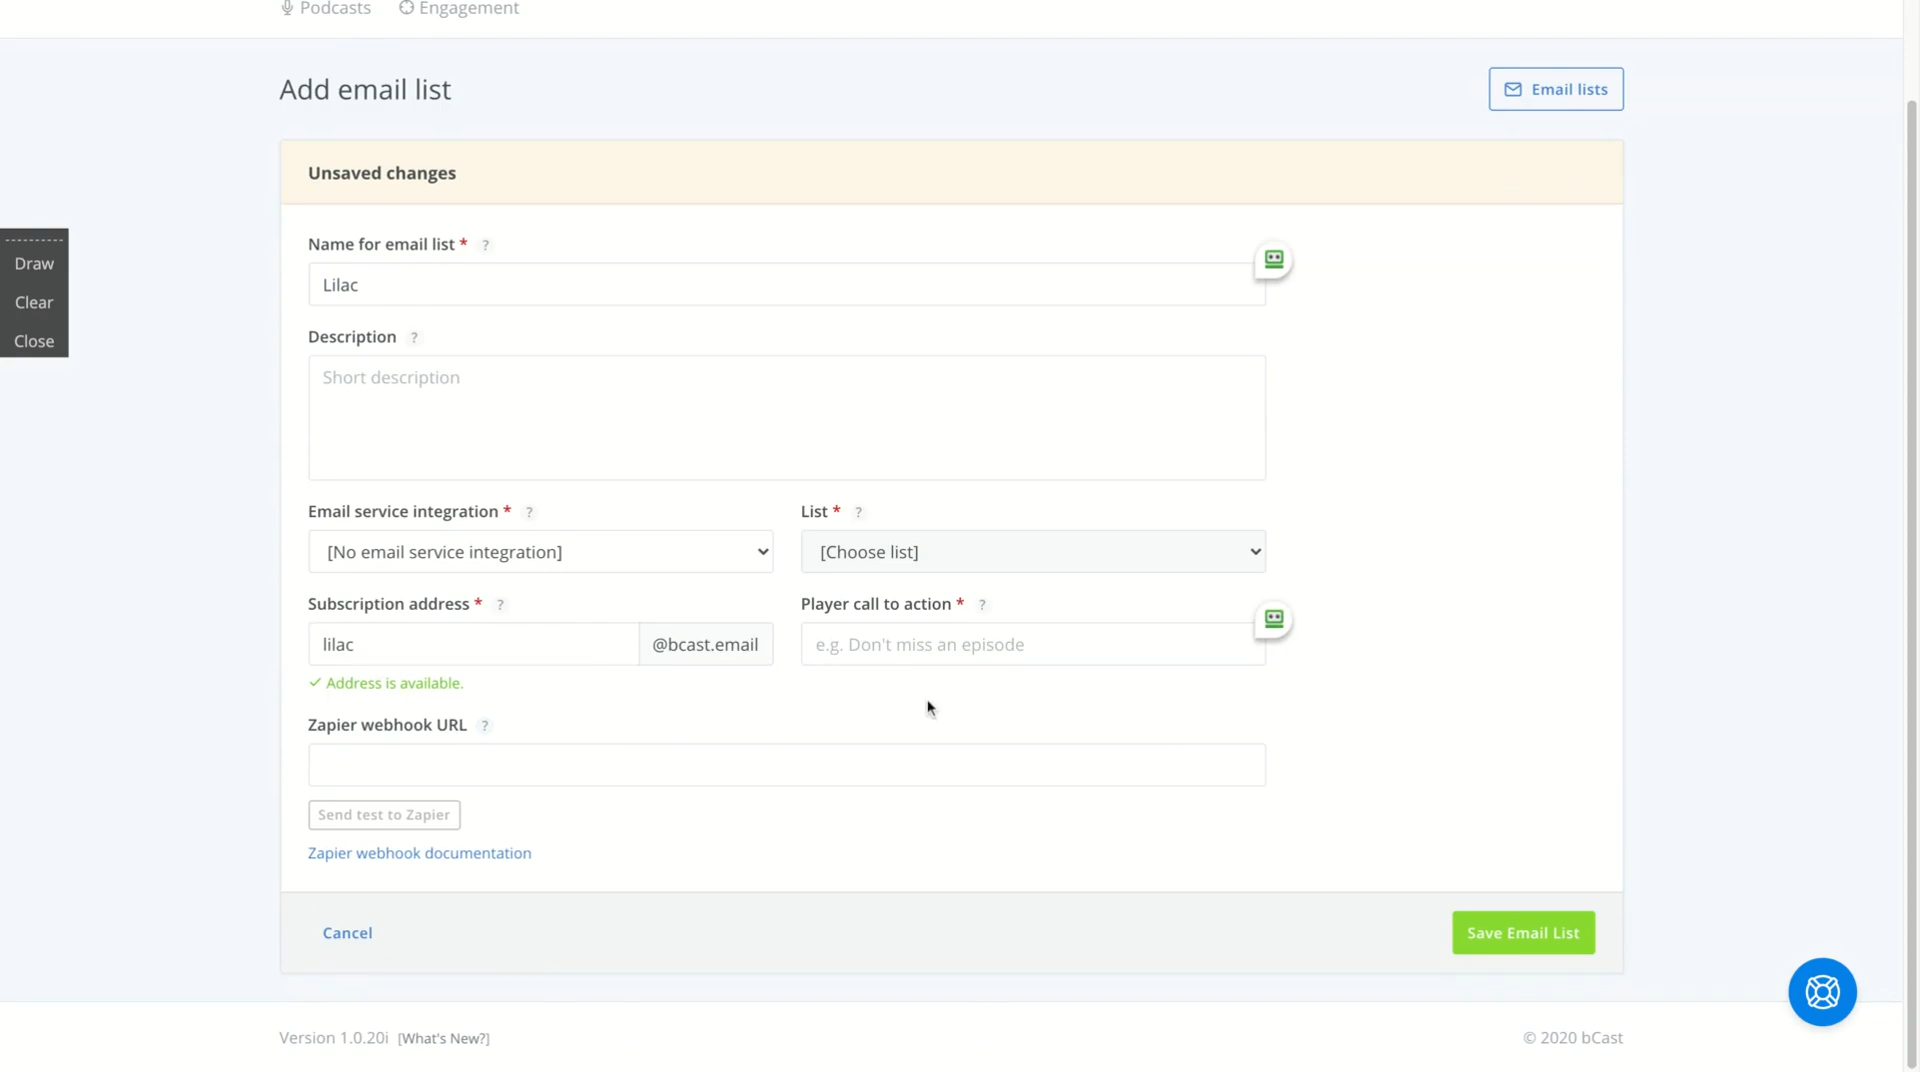 Podcasts Engagement
Add email list
Email lists
Unsaved changes
Draw
Clear
Close
Name for email list * ?
Lilac
Description ?
Short description
Email service integration * ? List * ?
[No email service integration] [Choose list]
Subscription address * ? Player call to action * ?
lilac @bcast.email e.g. Don't miss an episode
✓ Address is available.
Zapier webhook URL ?
Send test to Zapier
Zapier webhook documentation
Cancel Save Email List
Version 1.0.20i [What's New?] © 2020 bCast